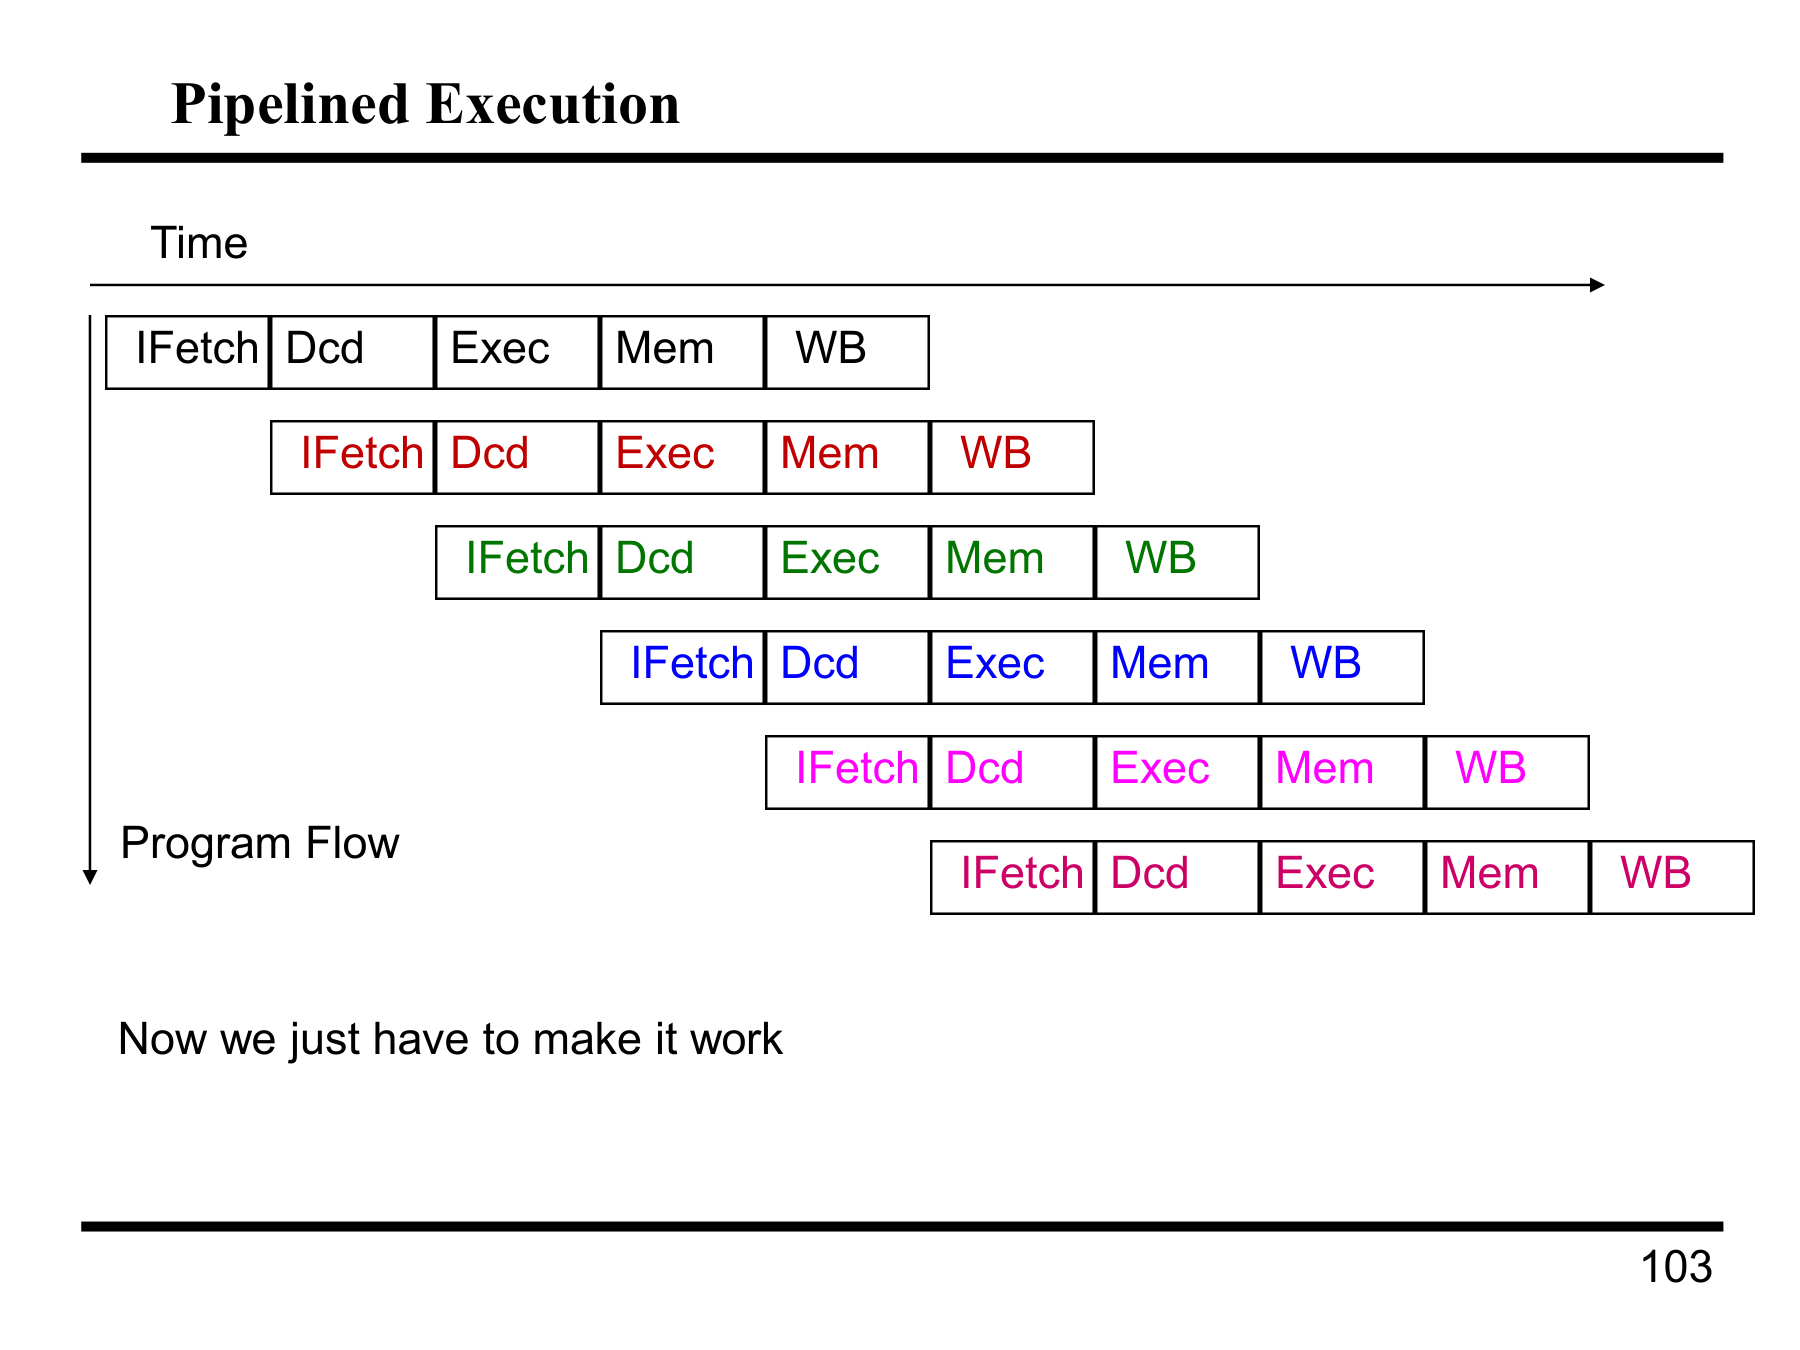 Pipelined Execution
Time
IFetch Dcd Exec Mem WB
IFetch Dcd Exec Mem WB
IFetch Dcd Exec Mem WB
IFetch Dcd Exec Mem WB
IFetch Dcd Exec Mem WB
Program Flow
IFetch Dcd Exec Mem WB
Now we just have to make it work
103